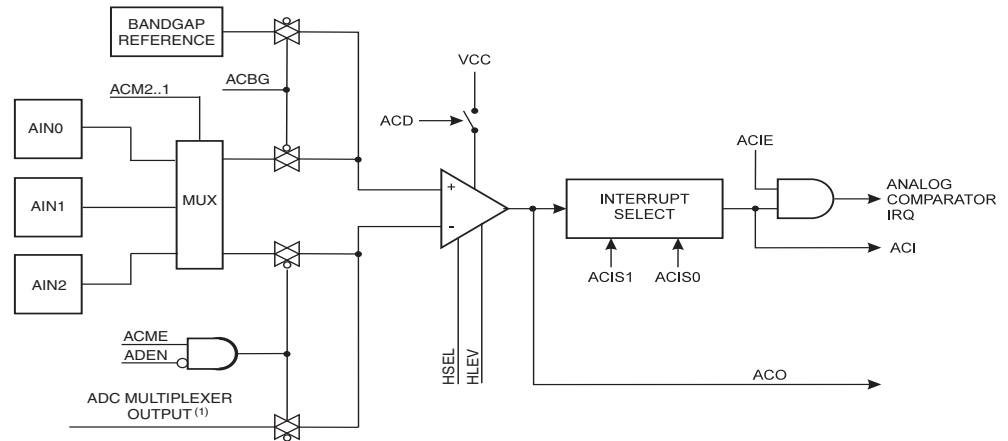 BANDGAP
REFERENCE
ACBG
VCC
ACM2..1
ACD
AIN0
ACIE
MUX
+
INTERRUPT
SELECT
ANALOG
COMPARATOR
IRQ
AIN1
-
ACI
ACIS1
ACIS0
AIN2
ACME
ADEN
HSEL
HLEV
ACO
ADC MULTIPLEXER
OUTPUT (1)